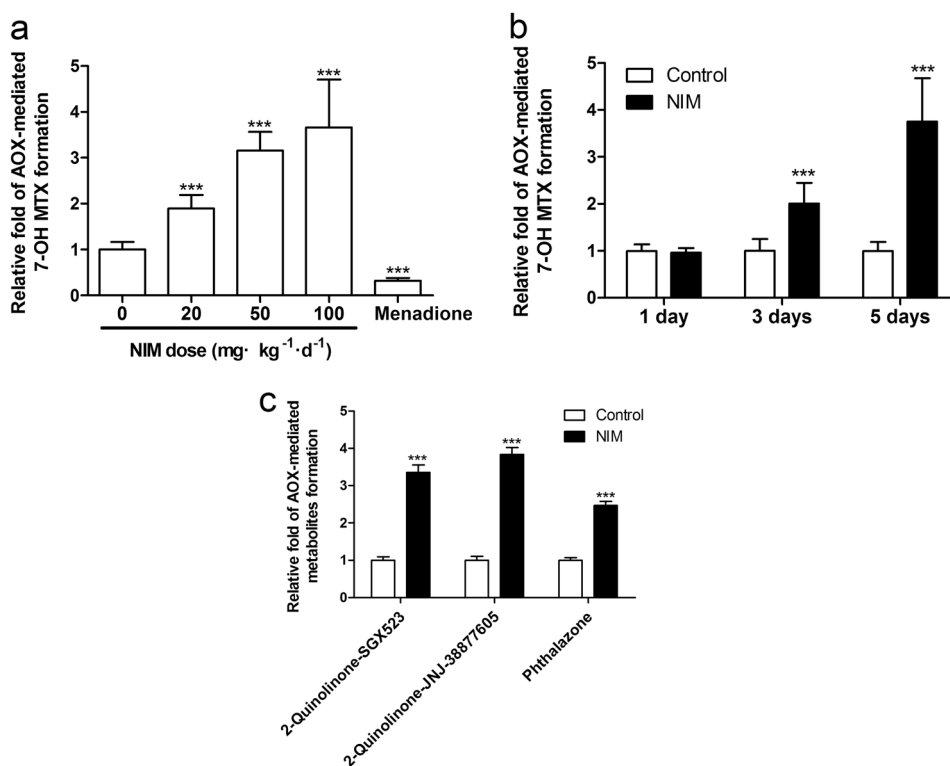 a
Relative fold of AOX-mediated
7-OH MTX formation
5
4
3
2
1
0
***
***
***
***
0 20 50 100 Menadione
NIM dose (mg· kg⁻¹·d⁻¹)
b
Relative fold of AOX-mediated
7-OH MTX formation
5
4
3
2
1
0
Control
NIM
***
***
1 day 3 days 5 days
c
Relative fold of AOX-mediated
metabolites formation
5
4
3
2
1
0
Control
NIM
***
***
***
2-Quinolinone-SGX523
2-Quinolinone-JNJ-38877605
Phthalazone